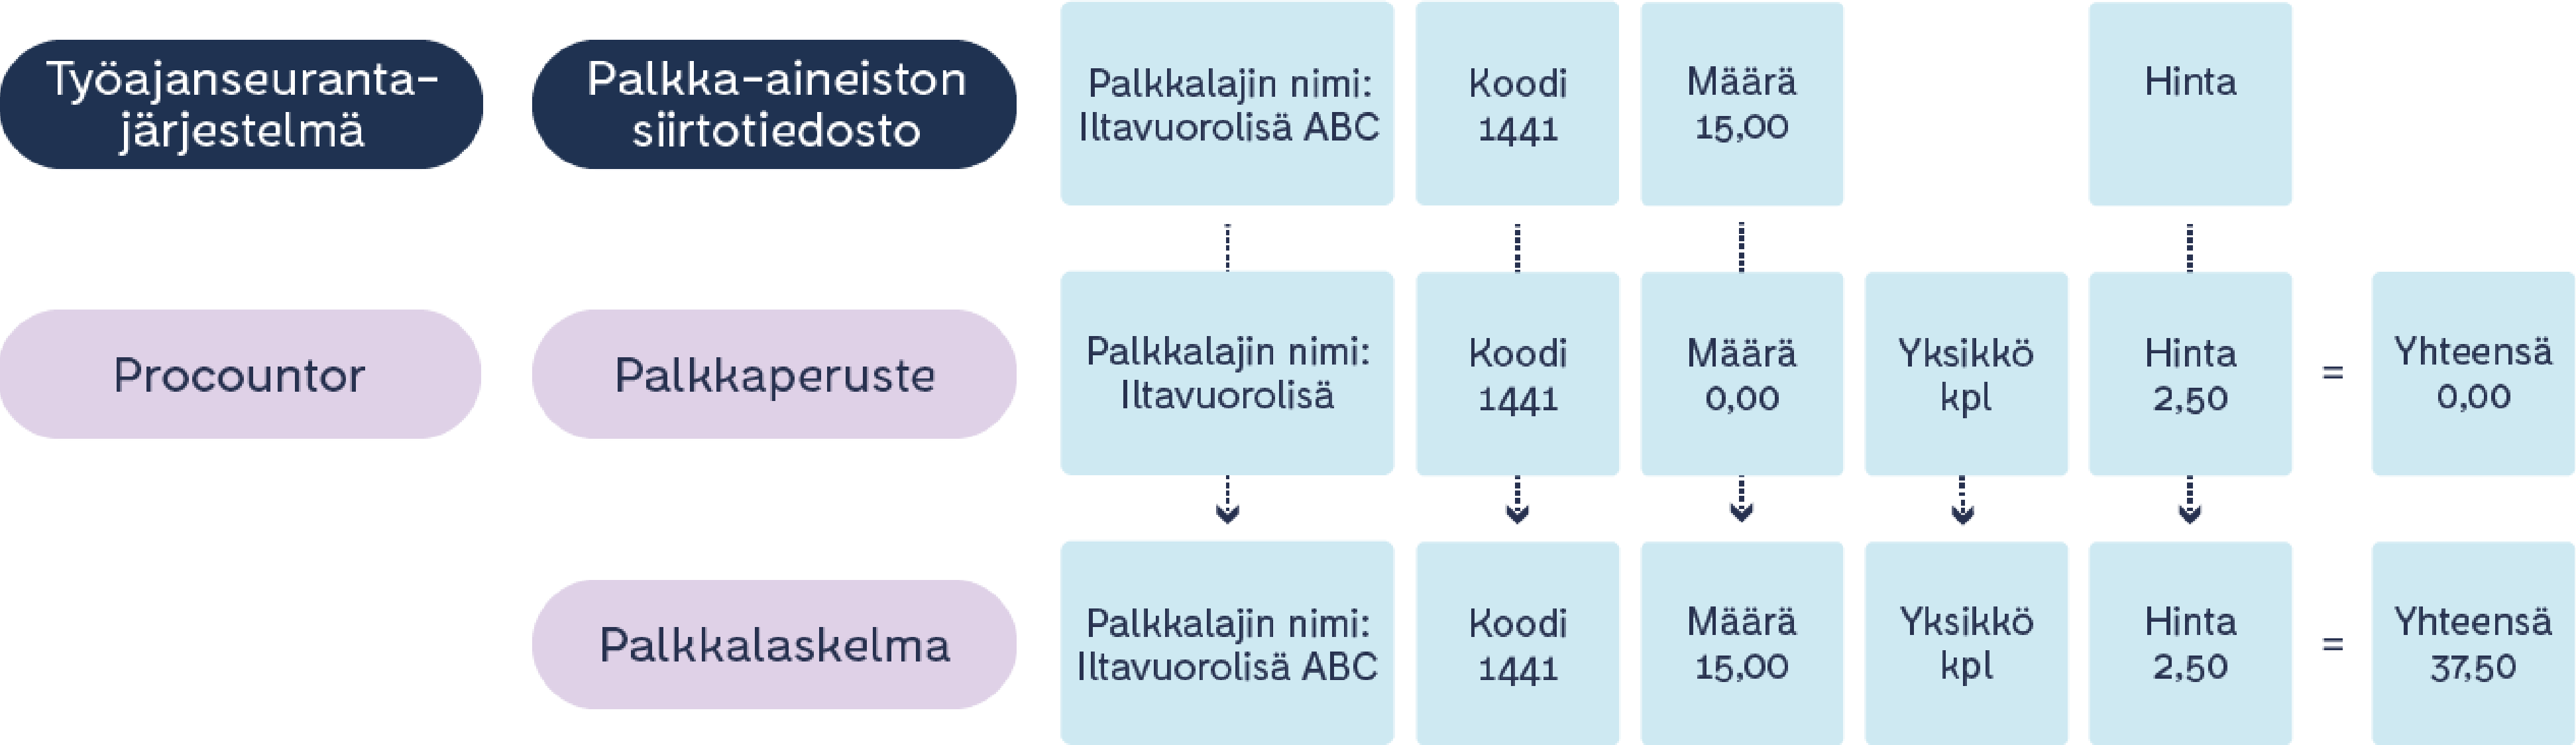 Työajanseuranta-
järjestelmä
Palkka-aineiston
siirtotiedosto
Palkkalajin nimi:
Iltavuorolisä ABC
Koodi
1441
Määrä
15,00
Hinta
Procountor
Palkkaperuste
Palkkalajin nimi:
Iltavuorolisä
Koodi
1441
Määrä
0,00
Yksikkö
kpl
Hinta
2,50
=
Yhteensä
0,00
Palkkalaskelma
Palkkalajin nimi:
Iltavuorolisä ABC
Koodi
1441
Määrä
15,00
Yksikkö
kpl
Hinta
2,50
=
Yhteensä
37,50